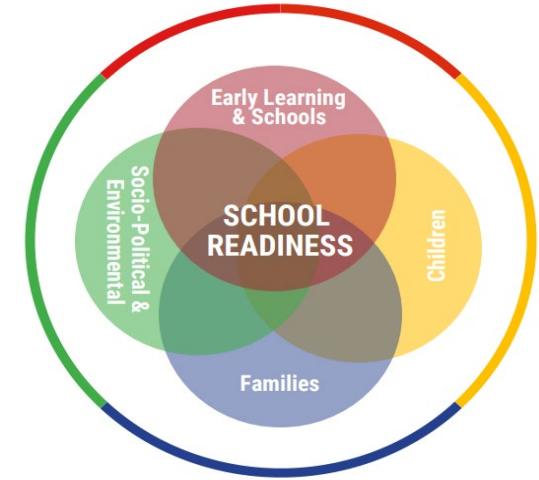 Early Learning
& Schools
Socio-Political &
Environmental
SCHOOL
READINESS
Children
Families